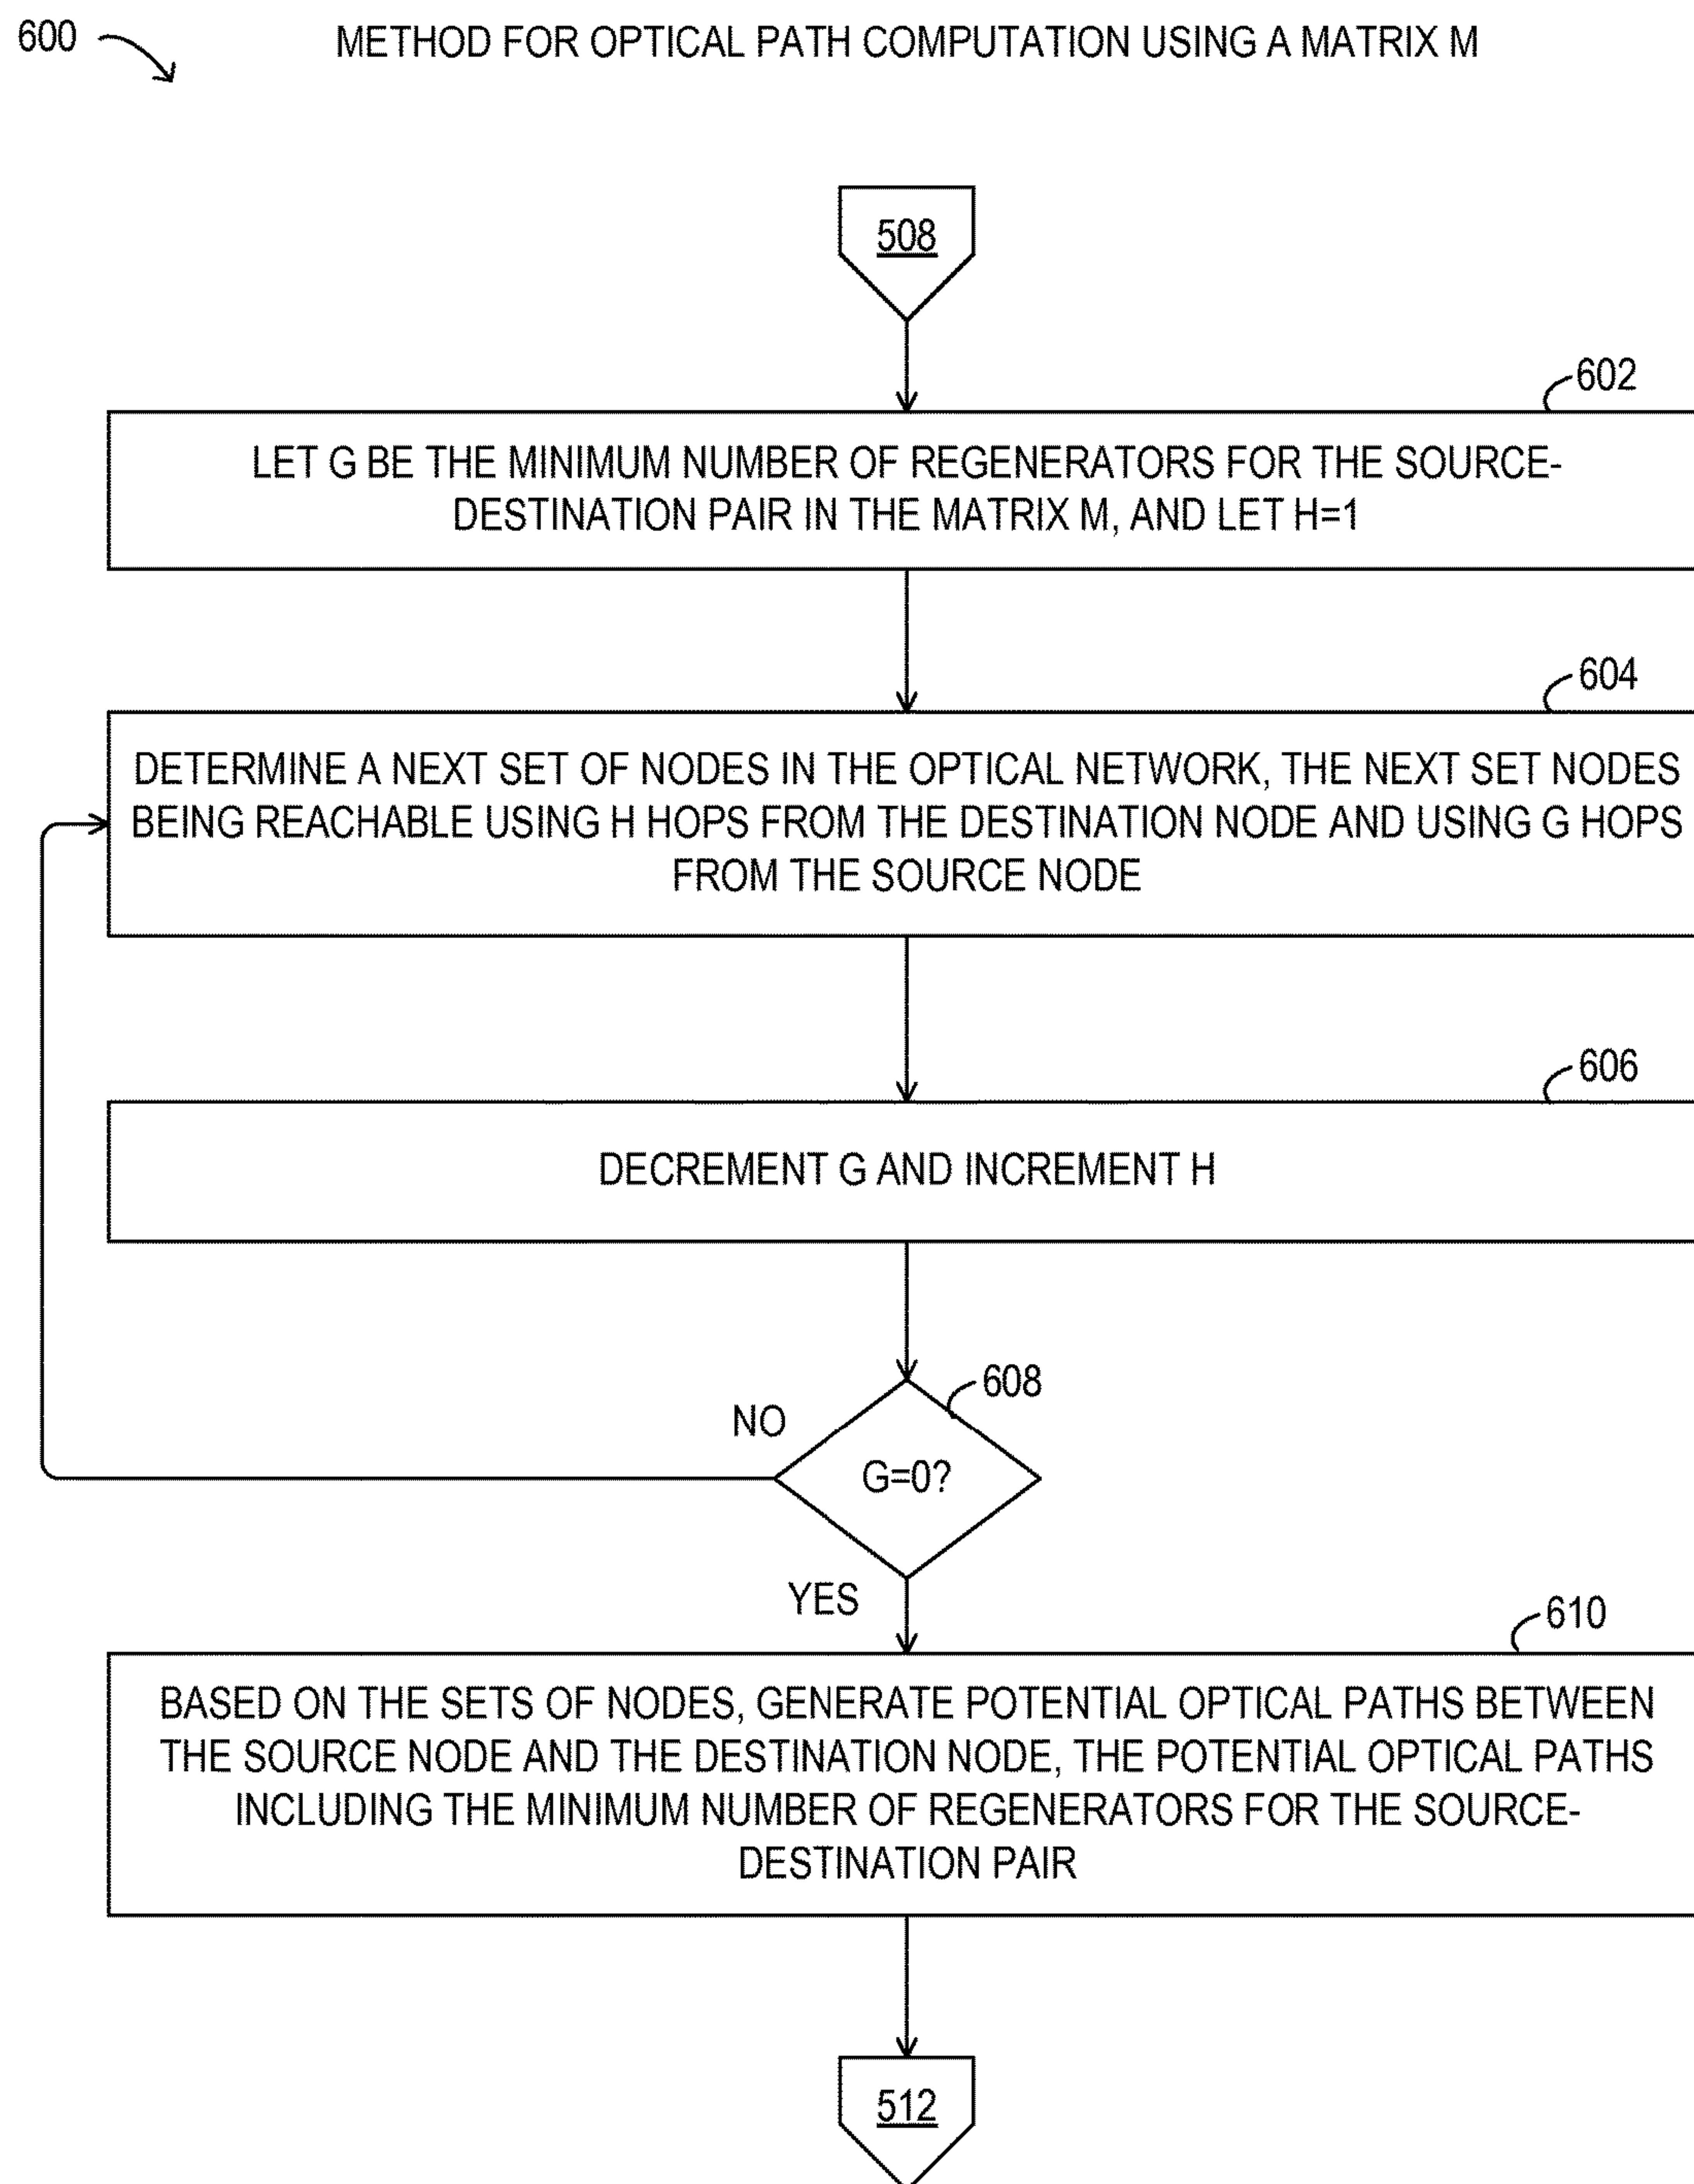 600
METHOD FOR OPTICAL PATH COMPUTATION USING A MATRIX M
508
602
LET G BE THE MINIMUM NUMBER OF REGENERATORS FOR THE SOURCE-
DESTINATION PAIR IN THE MATRIX M, AND LET H=1
604
DETERMINE A NEXT SET OF NODES IN THE OPTICAL NETWORK, THE NEXT SET NODES
BEING REACHABLE USING H HOPS FROM THE DESTINATION NODE AND USING G HOPS
FROM THE SOURCE NODE
606
DECREMENT G AND INCREMENT H
608
NO
G=0?
YES
610
BASED ON THE SETS OF NODES, GENERATE POTENTIAL OPTICAL PATHS BETWEEN
THE SOURCE NODE AND THE DESTINATION NODE, THE POTENTIAL OPTICAL PATHS
INCLUDING THE MINIMUM NUMBER OF REGENERATORS FOR THE SOURCE-
DESTINATION PAIR
512